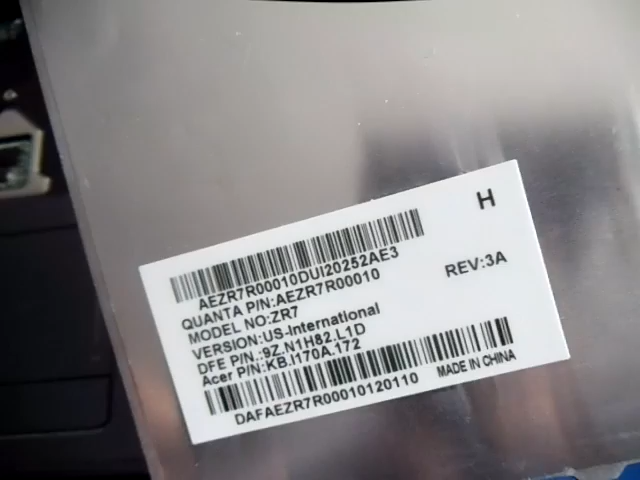 H
AEZR7R00010DUI20252AE3
QUANTA P/N:AEZR7R00010
REV:3A
MODEL NO:ZR7
VERSION:US-International
DFE P/N.:9Z.N1H82.L1D
Acer P/N:KB.I170A.172
DAFAEZR7R00010120110
MADE IN CHINA